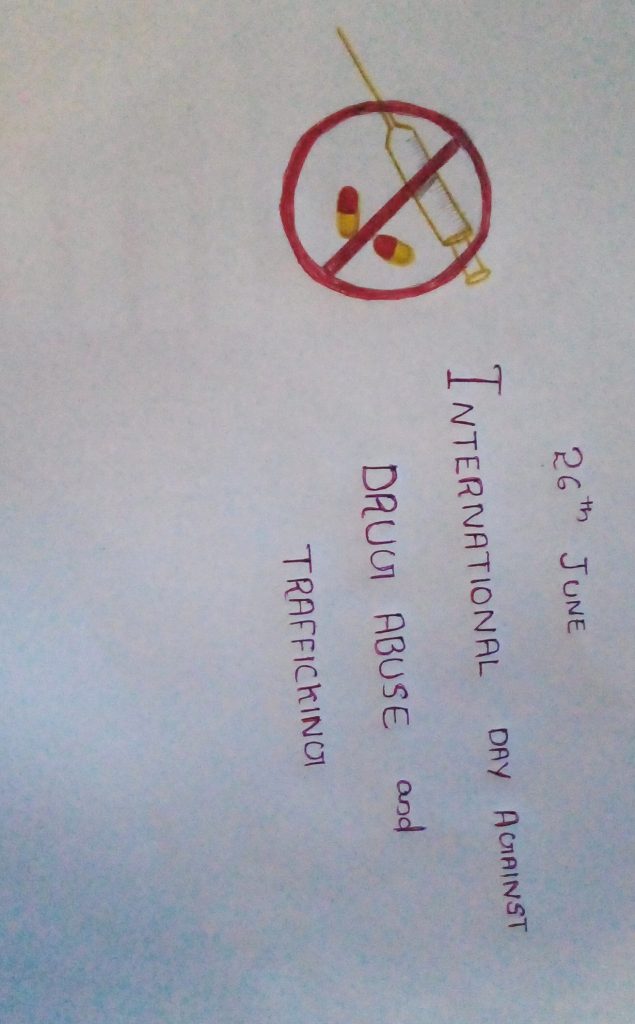 26th JUNE
INTERNATIONAL DAY AGAINST
DRUG ABUSE and
TRAFFICKING